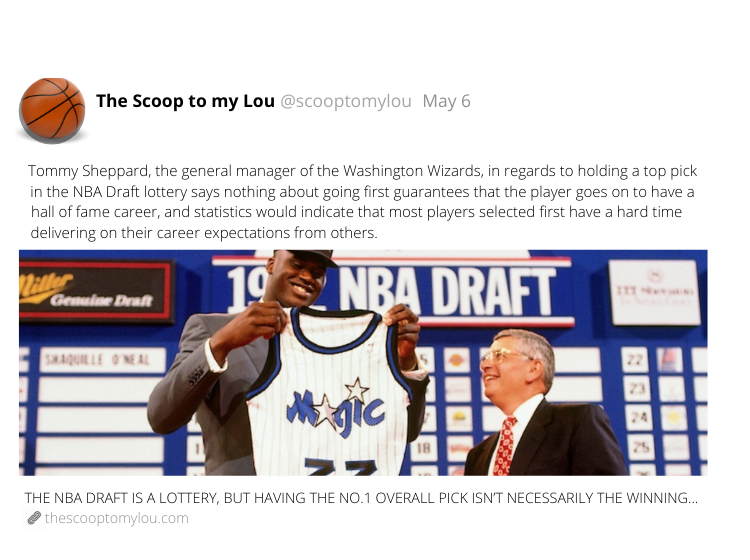 The Scoop to my Lou @scooptomylou May 6
Tommy Sheppard, the general manager of the Washington Wizards, in regards to holding a top pick
in the NBA Draft lottery says nothing about going first guarantees that the player goes on to have a
hall of fame career, and statistics would indicate that most players selected first have a hard time
delivering on their career expectations from others.
Miller
Genuine Draft
19 NBA DRAFT
ITT Sheraton
SHAQUILLE O'NEAL
Magic
22
23
24
25
18
THE NBA DRAFT IS A LOTTERY, BUT HAVING THE NO.1 OVERALL PICK ISN'T NECESSARILY THE WINNING...
thescooptomylou.com